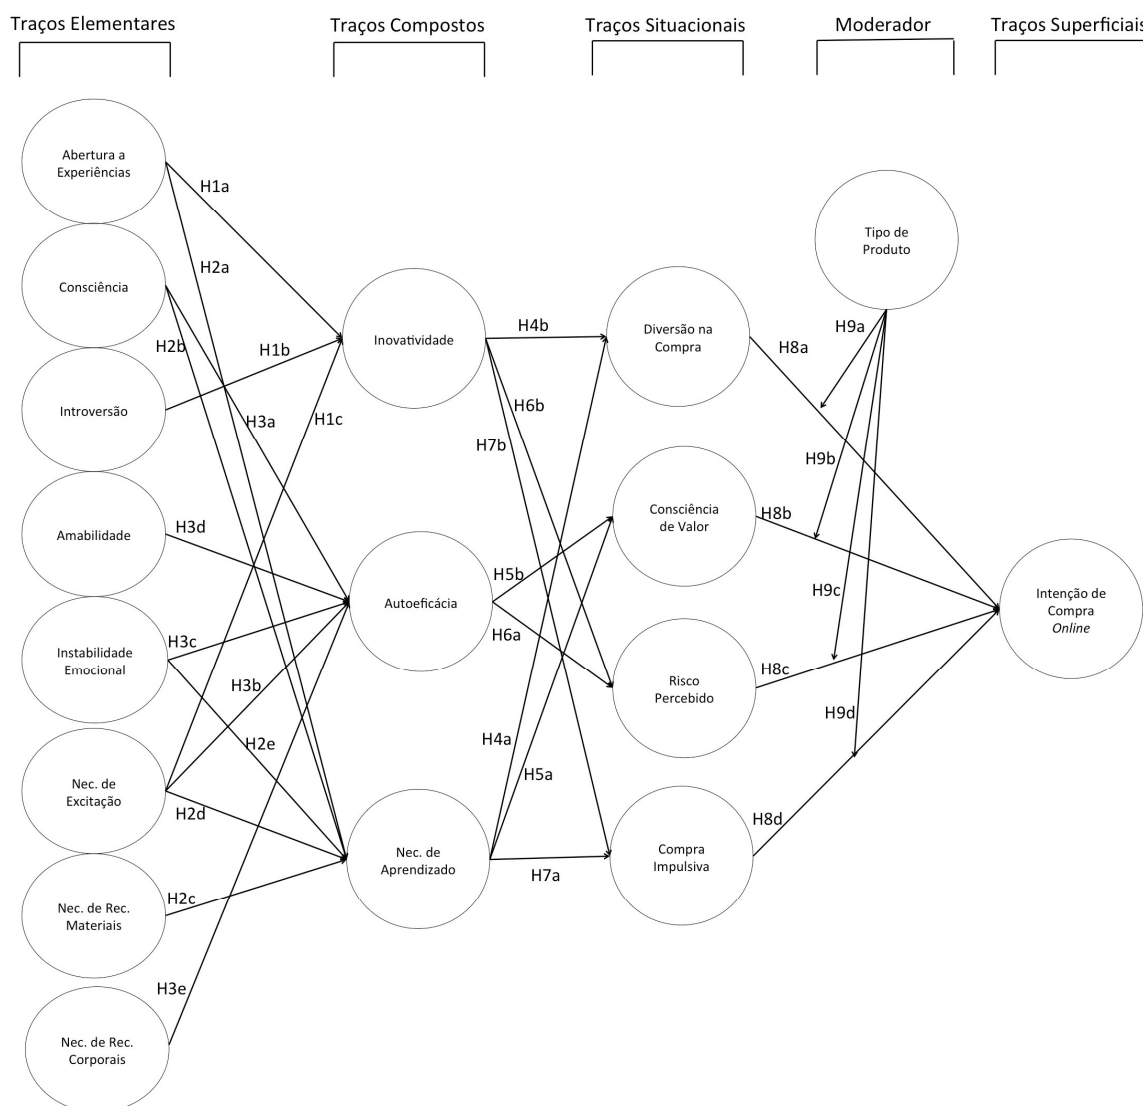 Traços Elementares
Traços Compostos
Traços Situacionais
Moderador
Traços Superficiais
Abertura a
Experiências
Consciência
Introversão
Amabilidade
Instabilidade
Emocional
Nec. de
Excitação
Nec. de Rec.
Materiais
Nec. de Rec.
Corporais
H1a
H2a
H2b
H1b
H3a
H1c
H3d
H3c
H3b
H2e
H2d
H2c
H3e
Inovatividade
Autoeficácia
Nec. de
Aprendizado
H4b
H6b
H7b
H5b
H6a
H4a
H5a
H7a
Diversão na
Compra
Consciência
de Valor
Risco
Percebido
Compra
Impulsiva
Tipo de
Produto
H9a
H8a
H9b
H8b
H9c
H8c
H9d
H8d
Intenção de
Compra
Online